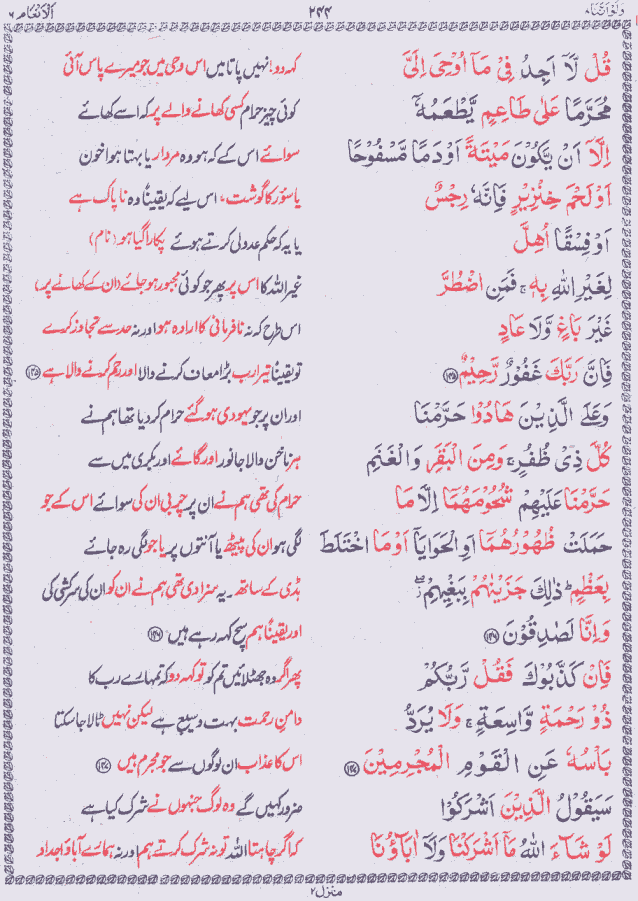 اَلْاَنْعَام ٦ ۲۴۴ وَلَوْ اَنَّنَا ۸
قُلْ لَّاۤ اَجِدُ فِیْ مَاۤ اُوْحِیَ اِلَیَّ کہہ دو! نہیں پاتا میں اس وحی میں جو میرے پاس آئی
مُحَرَّمًا عَلٰی طَاعِمٍ یَّطْعَمُهٗۤ کوئی چیز حرام کسی کھانے والے پر کہ اسے کھائے
اِلَّاۤ اَنْ یَّكُوْنَ مَیْتَةً اَوْ دَمًا مَّسْفُوْحًا سوائے اس کے کہ ہو وہ مردار یا بہتا ہوا خون
اَوْ لَحْمَ خِنْزِیْرٍ فَاِنَّهٗ رِجْسٌ یا سؤر کا گوشت، اس لیے کہ یقیناً وہ ناپاک ہے
اَوْ فِسْقًا اُهِلَّ یا یہ کہ حکم عدولی کرتے ہوئے پکارا گیا ہو (نام)
لِغَیْرِ اللّٰهِ بِهٖ ۚ فَمَنِ اضْطُرَّ غیر اللہ کا اس پر پھر جو کوئی مجبور ہو جائے (ان کے کھانے پر)
غَیْرَ بَاغٍ وَّلَا عَادٍ اس طرح کہ نہ نافرمانی کا ارادہ ہو اور نہ حد سے تجاوز کرے
فَاِنَّ رَبَّكَ غَفُوْرٌ رَّحِیْمٌ ﴿۱۴۵﴾ تو یقیناً تیرا رب بڑا معاف کرنے والا اور رحم کرنے والا ہے ﴿۱۴۵﴾
وَعَلَی الَّذِیْنَ هَادُوْا حَرَّمْنَا اور ان پر جو یہودی ہو گئے حرام کر دیا تھا ہم نے
كُلَّ ذِیْ ظُفُرٍ ۚ وَمِنَ الْبَقَرِ وَالْغَنَمِ ہر ناخن والا جانور اور گائے اور بکری میں سے
حَرَّمْنَا عَلَیْهِمْ شُحُوْمَهُمَاۤ اِلَّا مَا حرام کی تھی ہم نے ان پر چربی ان کی سوائے اس کے جو
حَمَلَتْ ظُهُوْرُهُمَاۤ اَوِ الْحَوَایَاۤ اَوْ مَا اخْتَلَطَ لگی ہو ان کی پیٹھ یا آنتوں پر یا جو لگی رہ جائے
بِعَظْمٍ ؕ ذٰلِكَ جَزَیْنٰهُمْ بِبَغْیِهِمْ ۖ ہڈی کے ساتھ ۔ یہ سزا دی تھی ہم نے ان کو ان کی سرکشی کی
وَاِنَّا لَصٰدِقُوْنَ ﴿۱۴۶﴾ اور یقیناً ہم سچ کہہ رہے ہیں ﴿۱۴۶﴾
فَاِنْ كَذَّبُوْكَ فَقُلْ رَّبُّكُمْ پھر اگر وہ جھٹلائیں تم کو تو کہہ دو کہ تمہارے رب کا
ذُوْ رَحْمَةٍ وَّاسِعَةٍ ۚ وَلَا یُرَدُّ دامنِ رحمت بہت وسیع ہے لیکن نہیں ٹالا جا سکتا
بَاْسُهٗ عَنِ الْقَوْمِ الْمُجْرِمِیْنَ ﴿۱۴۷﴾ اس کا عذاب ان لوگوں سے جو مجرم ہیں ﴿۱۴۷﴾
سَیَقُوْلُ الَّذِیْنَ اَشْرَكُوْا ضرور کہیں گے وہ لوگ جنہوں نے شرک کیا ہے
لَوْ شَآءَ اللّٰهُ مَاۤ اَشْرَكْنَا وَلَاۤ اٰبَآؤُنَا کہ اگر چاہتا اللہ تو نہ شرک کرتے ہم اور نہ ہمارے آباؤ اجداد
منزل ۲